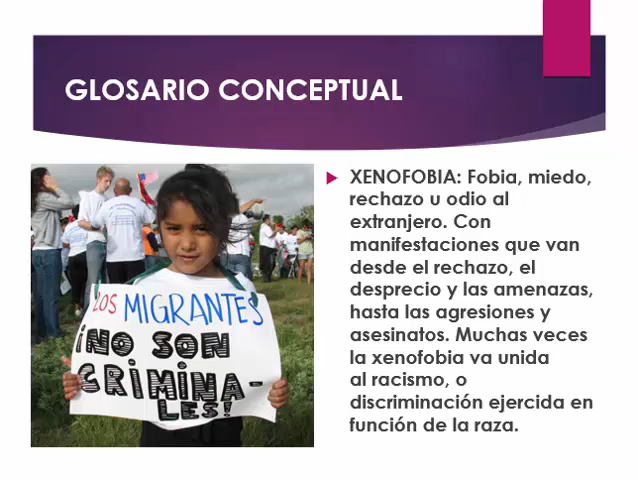 GLOSARIO CONCEPTUAL
XENOFOBIA: Fobia, miedo,
rechazo u odio al
extranjero. Con
manifestaciones que van
desde el rechazo, el
desprecio y las amenazas,
hasta las agresiones y
asesinatos. Muchas veces
la xenofobia va unida
al racismo, o
discriminación ejercida en
función de la raza.
LOS MIGRANTES
¡NO SON
CRIMINA-
LES!